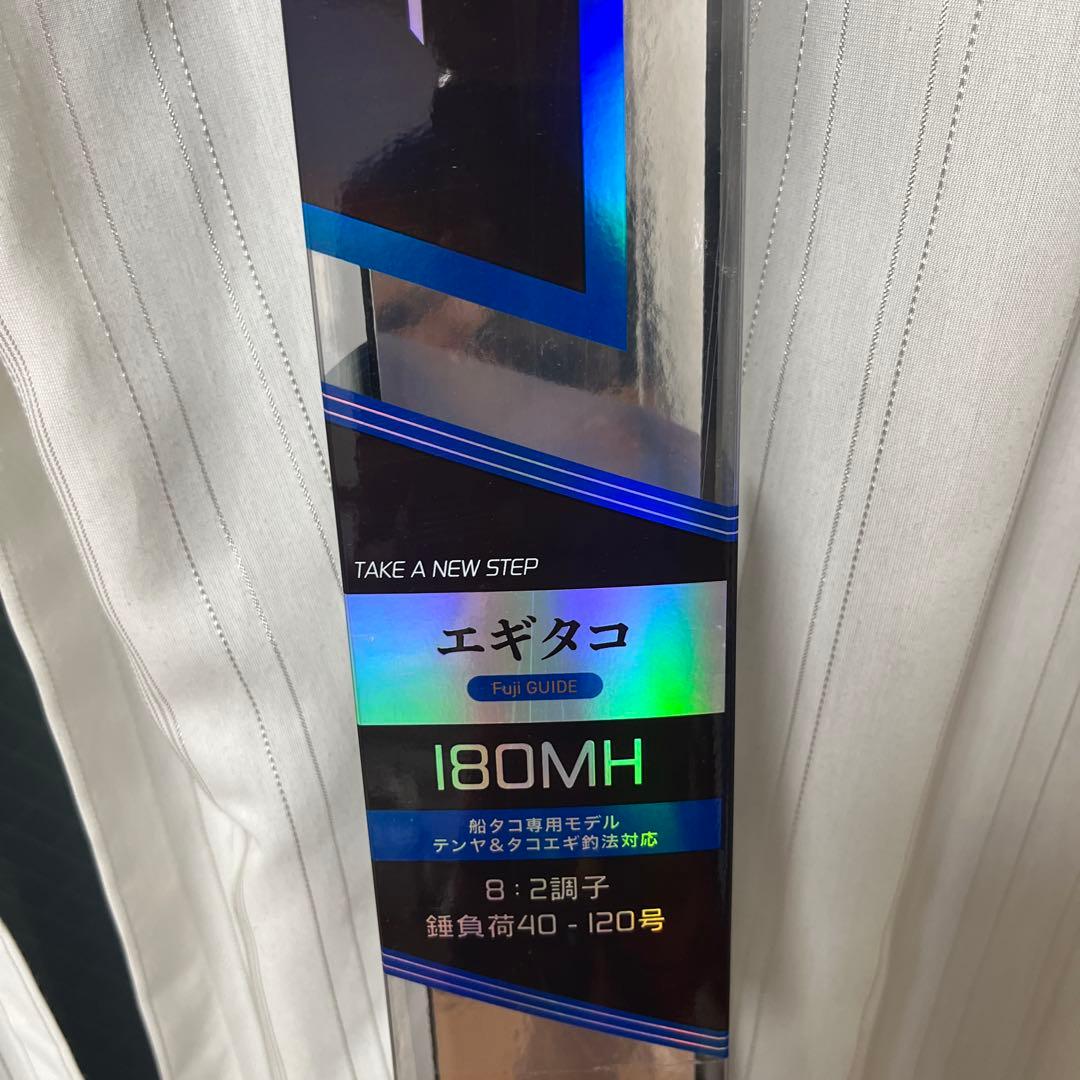 TAKE A NEW STEP
エギタコ
Fuji GUIDE
180MH
船タコ専用モデル
テンヤ&タコエギ釣法対応
8:2調子
錘負荷40-120号